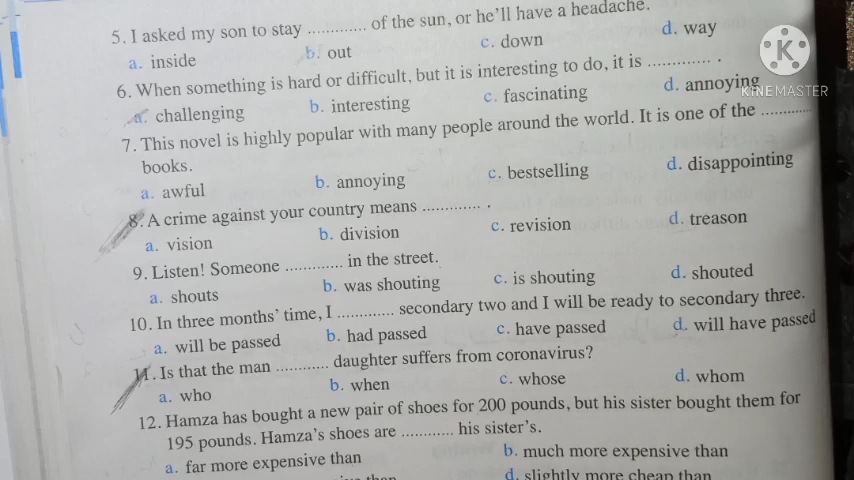 5. I asked my son to stay ............. of the sun, or he'll have a headache.
a. inside b. out c. down d. way
6. When something is hard or difficult, but it is interesting to do, it is ............. .
a. challenging b. interesting c. fascinating d. annoying
7. This novel is highly popular with many people around the world. It is one of the .............
books.
a. awful b. annoying c. bestselling d. disappointing
8. A crime against your country means ............. .
a. vision b. division c. revision d. treason
9. Listen! Someone ............. in the street.
a. shouts b. was shouting c. is shouting d. shouted
10. In three months' time, I ............. secondary two and I will be ready to secondary three.
a. will be passed b. had passed c. have passed d. will have passed
11. Is that the man ............. daughter suffers from coronavirus?
a. who b. when c. whose d. whom
12. Hamza has bought a new pair of shoes for 200 pounds, but his sister bought them for
195 pounds. Hamza's shoes are ............. his sister's.
a. far more expensive than b. much more expensive than
than d. slightly more cheap than
K
KINEMASTER